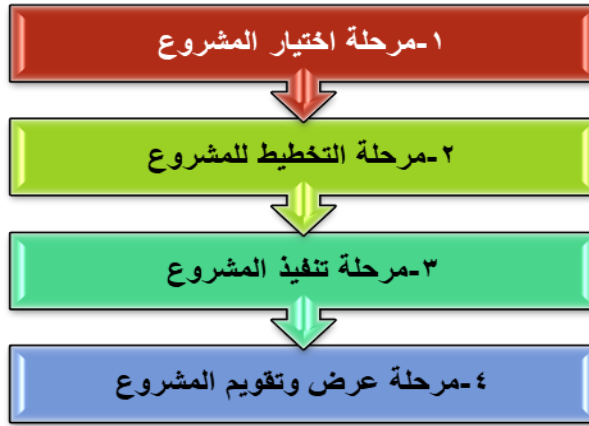 ١-مرحلة اختيار المشروع
٢-مرحلة التخطيط للمشروع
٣-مرحلة تنفيذ المشروع
٤-مرحلة عرض وتقويم المشروع